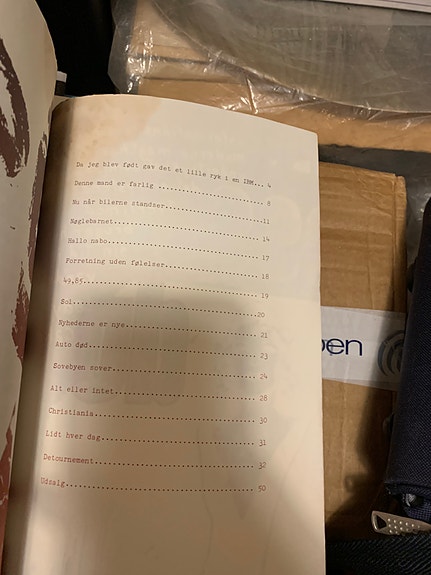 Da jeg blev født gav det et lille ryk i en IBM... 4
Denne mand er farlig .......................... 8
Nu når bilerne standser.........................11
Nøglebarnet..................................... 14
Hallo nabo...................................... 17
Forretning uden følelser........................ 18
49,85........................................... 19
Sol.............................................20
Nyhederne er nye................................ 21
Auto død........................................ 23
Sovebyen sover.................................. 24
Alt eller intet................................. 28
Christiania..................................... 30
Lidt hver dag................................... 31
Detournement.................................... 32
Udsalg.......................................... 50